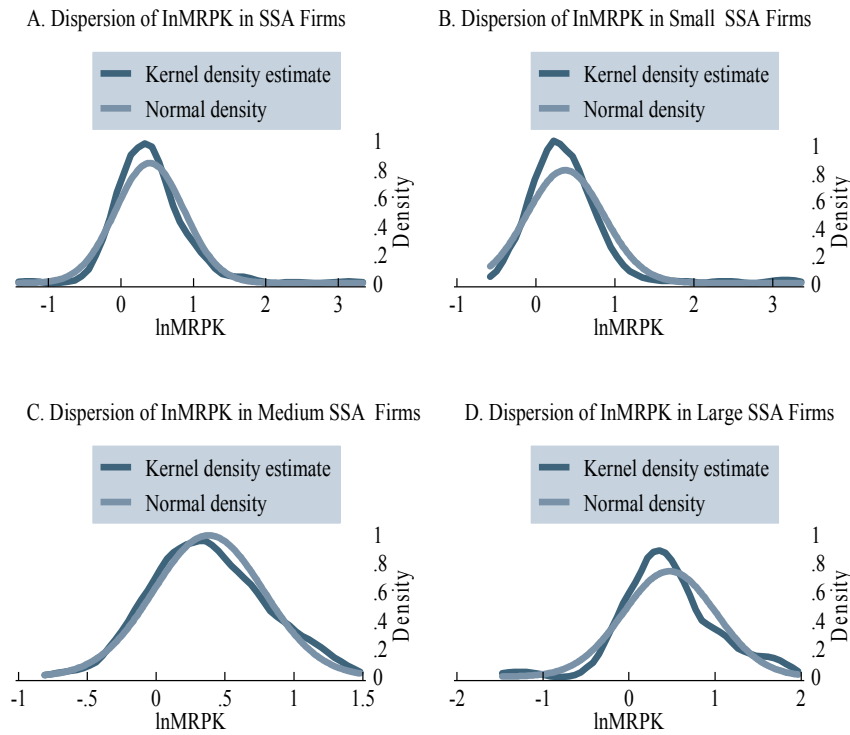 A. Dispersion of InMRPK in SSA Firms
Kernel density estimate
Normal density
1
.8
.6
.4
.2
0
Density
-1 0 1 2 3
lnMRPK
B. Dispersion of InMRPK in Small SSA Firms
Kernel density estimate
Normal density
1
.8
.6
.4
.2
0
Density
-1 0 1 2 3
lnMRPK
C. Dispersion of InMRPK in Medium SSA Firms
Kernel density estimate
Normal density
1
.8
.6
.4
.2
0
Density
-1 -.5 0 .5 1 1.5
lnMRPK
D. Dispersion of InMRPK in Large SSA Firms
Kernel density estimate
Normal density
1
.8
.6
.4
.2
0
Density
-2 -1 0 1 2
lnMRPK